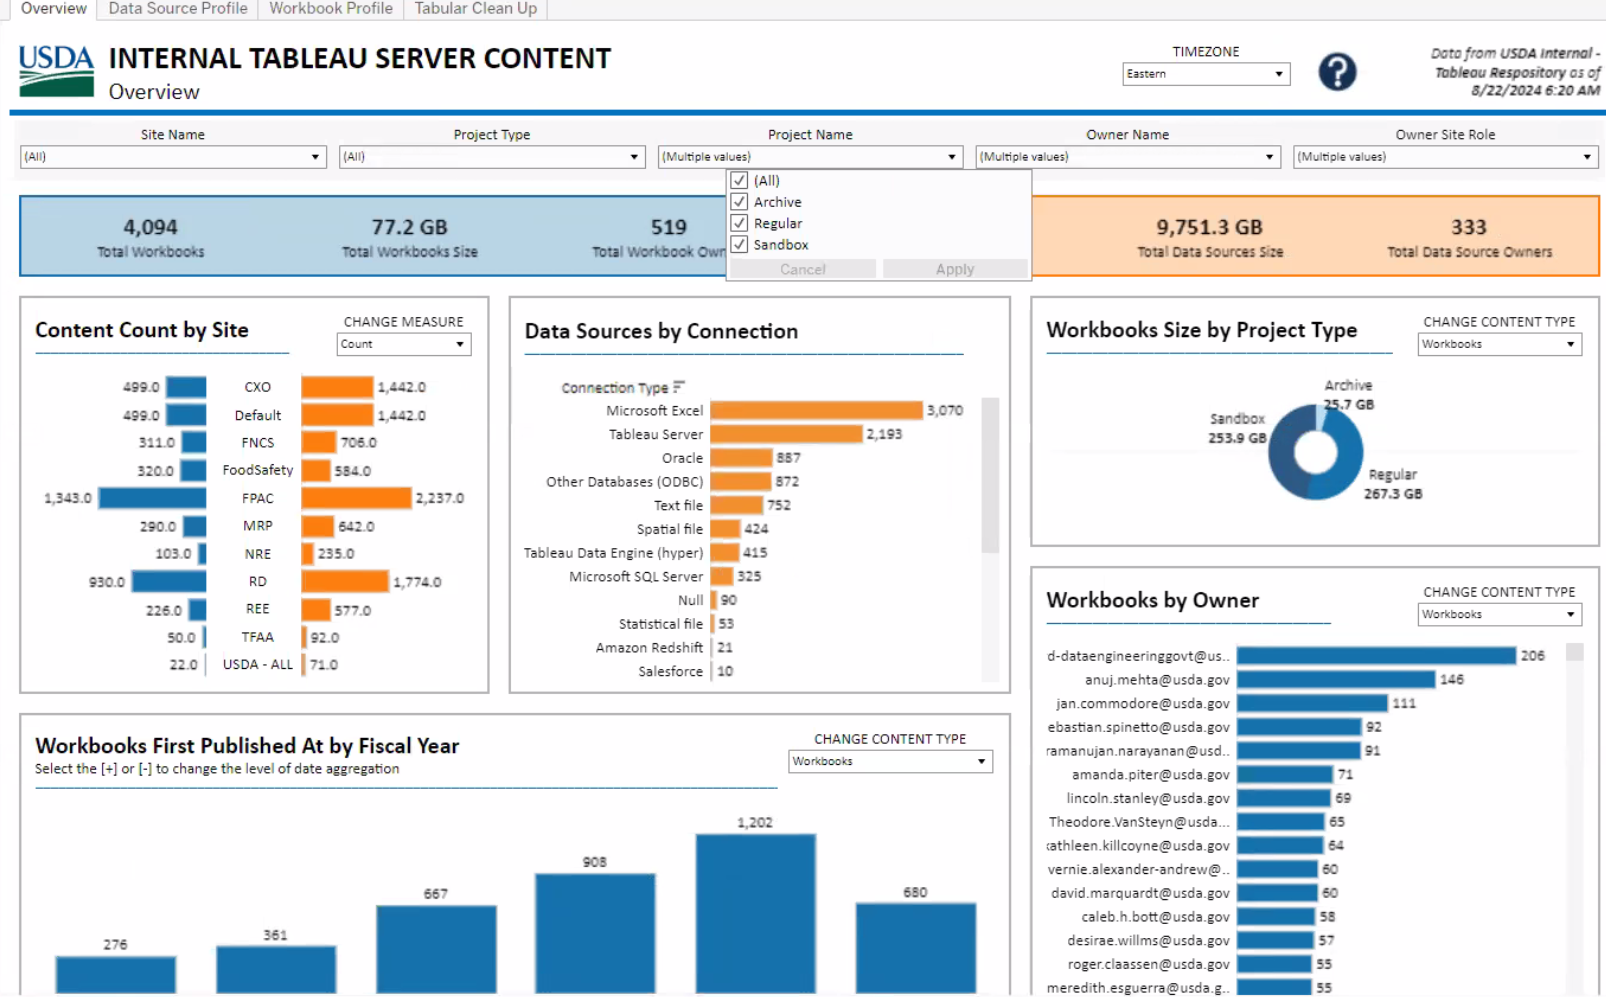 Overview Data Source Profile Workbook Profile Tabular Clean Up
USDA INTERNAL TABLEAU SERVER CONTENT
Overview
TIMEZONE
Eastern
?
Data from USDA Internal -
Tableau Respository as of
8/22/2024 6:20 AM
Site Name Project Type Project Name Owner Name Owner Site Role
(All) (All) (Multiple values) (Multiple values) (Multiple values)
(All)
Archive
Regular
Sandbox
Cancel Apply
4,094 77.2 GB 519 9,751.3 GB 333
Total Workbooks Total Workbooks Size Total Workbook Own Total Data Sources Size Total Data Source Owners
Content Count by Site
CHANGE MEASURE
Count
499.0 CXO 1,442.0
499.0 Default 1,442.0
311.0 FNCS 706.0
320.0 FoodSafety 584.0
1,343.0 FPAC 2,237.0
290.0 MRP 642.0
103.0 NRE 235.0
930.0 RD 1,774.0
226.0 REE 577.0
50.0 TFAA 92.0
22.0 USDA - ALL 71.0
Data Sources by Connection
Connection Type
Microsoft Excel 3,070
Tableau Server 2,193
Oracle 887
Other Databases (ODBC) 872
Text file 752
Spatial file 424
Tableau Data Engine (hyper) 415
Microsoft SQL Server 325
Null 90
Statistical file 53
Amazon Redshift 21
Salesforce 10
Workbooks Size by Project Type
CHANGE CONTENT TYPE
Workbooks
Archive
25.7 GB
Sandbox
253.9 GB
Regular
267.3 GB
Workbooks by Owner
CHANGE CONTENT TYPE
Workbooks
d-dataengineeringgovt@us.. 206
anuj.mehta@usda.gov 146
jan.commodore@usda.gov 111
ebastian.spinetto@usda.gov 92
ramanujan.narayanan@usd.. 91
amanda.piter@usda.gov 71
lincoln.stanley@usda.gov 69
Theodore.VanSteyn@usda... 65
kathleen.killcoyne@usda.gov 64
vernie.alexander-andrew@.. 60
david.marquardt@usda.gov 60
caleb.h.bott@usda.gov 58
desirae.willms@usda.gov 57
roger.claassen@usda.gov 55
meredith.esguerra@usda.g.. 55
Workbooks First Published At by Fiscal Year
Select the [+] or [-] to change the level of date aggregation
CHANGE CONTENT TYPE
Workbooks
276 361 667 908 1,202 680